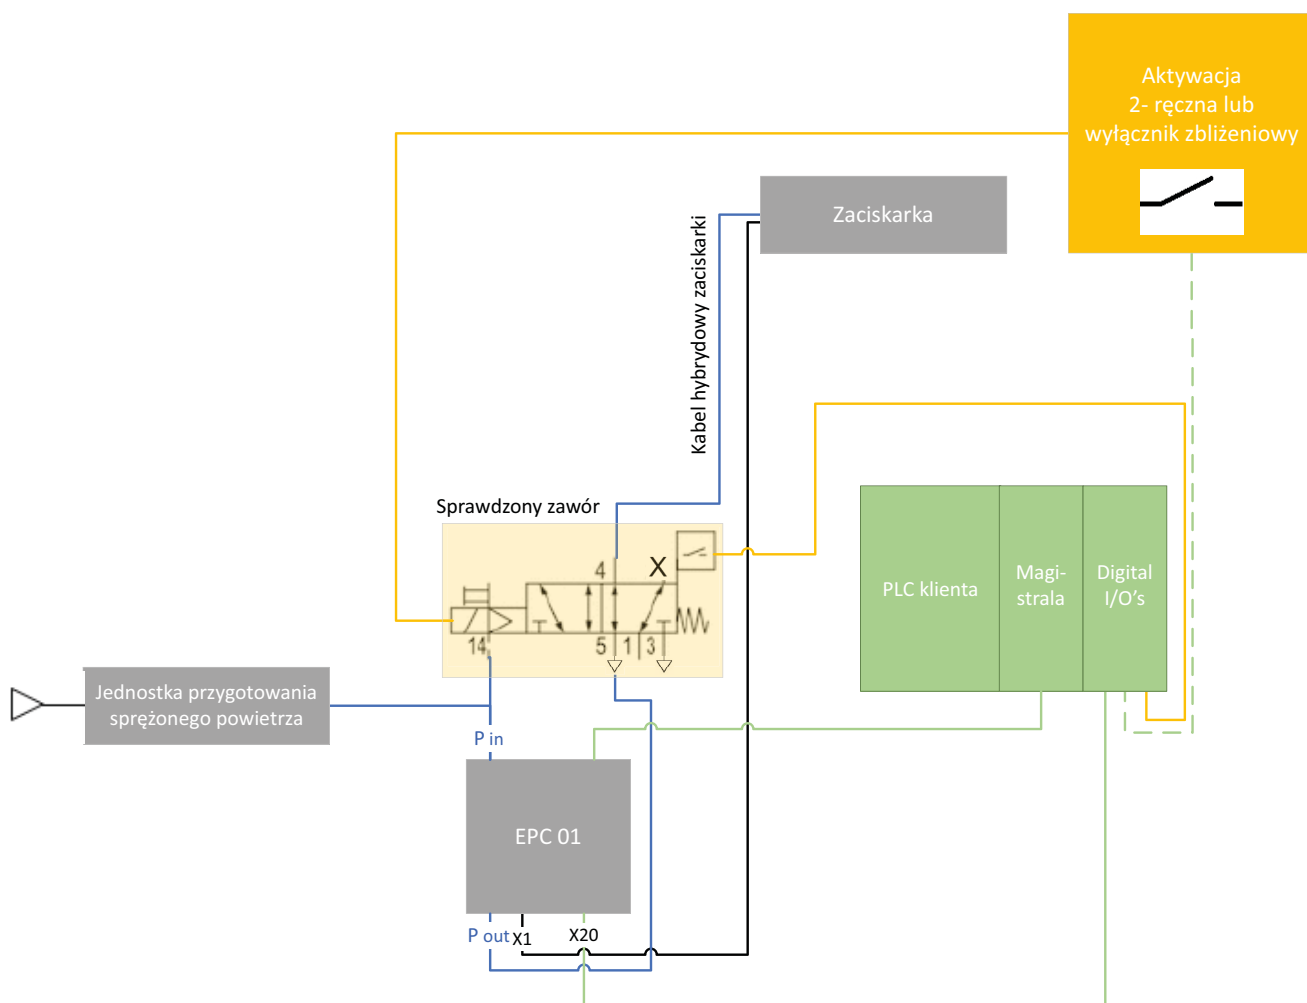 Aktywacja
2- ręczna lub
wyłącznik zbliżeniowy
Zaciskarka
Kabel hybrydowy zaciskarki
Sprawdzony zawór
4
X
14
5
1
3
PLC klienta
Magi-
strala
Digital
I/O's
Jednostka przygotowania
sprężonego powietrza
P in
EPC 01
P out
X1
X20